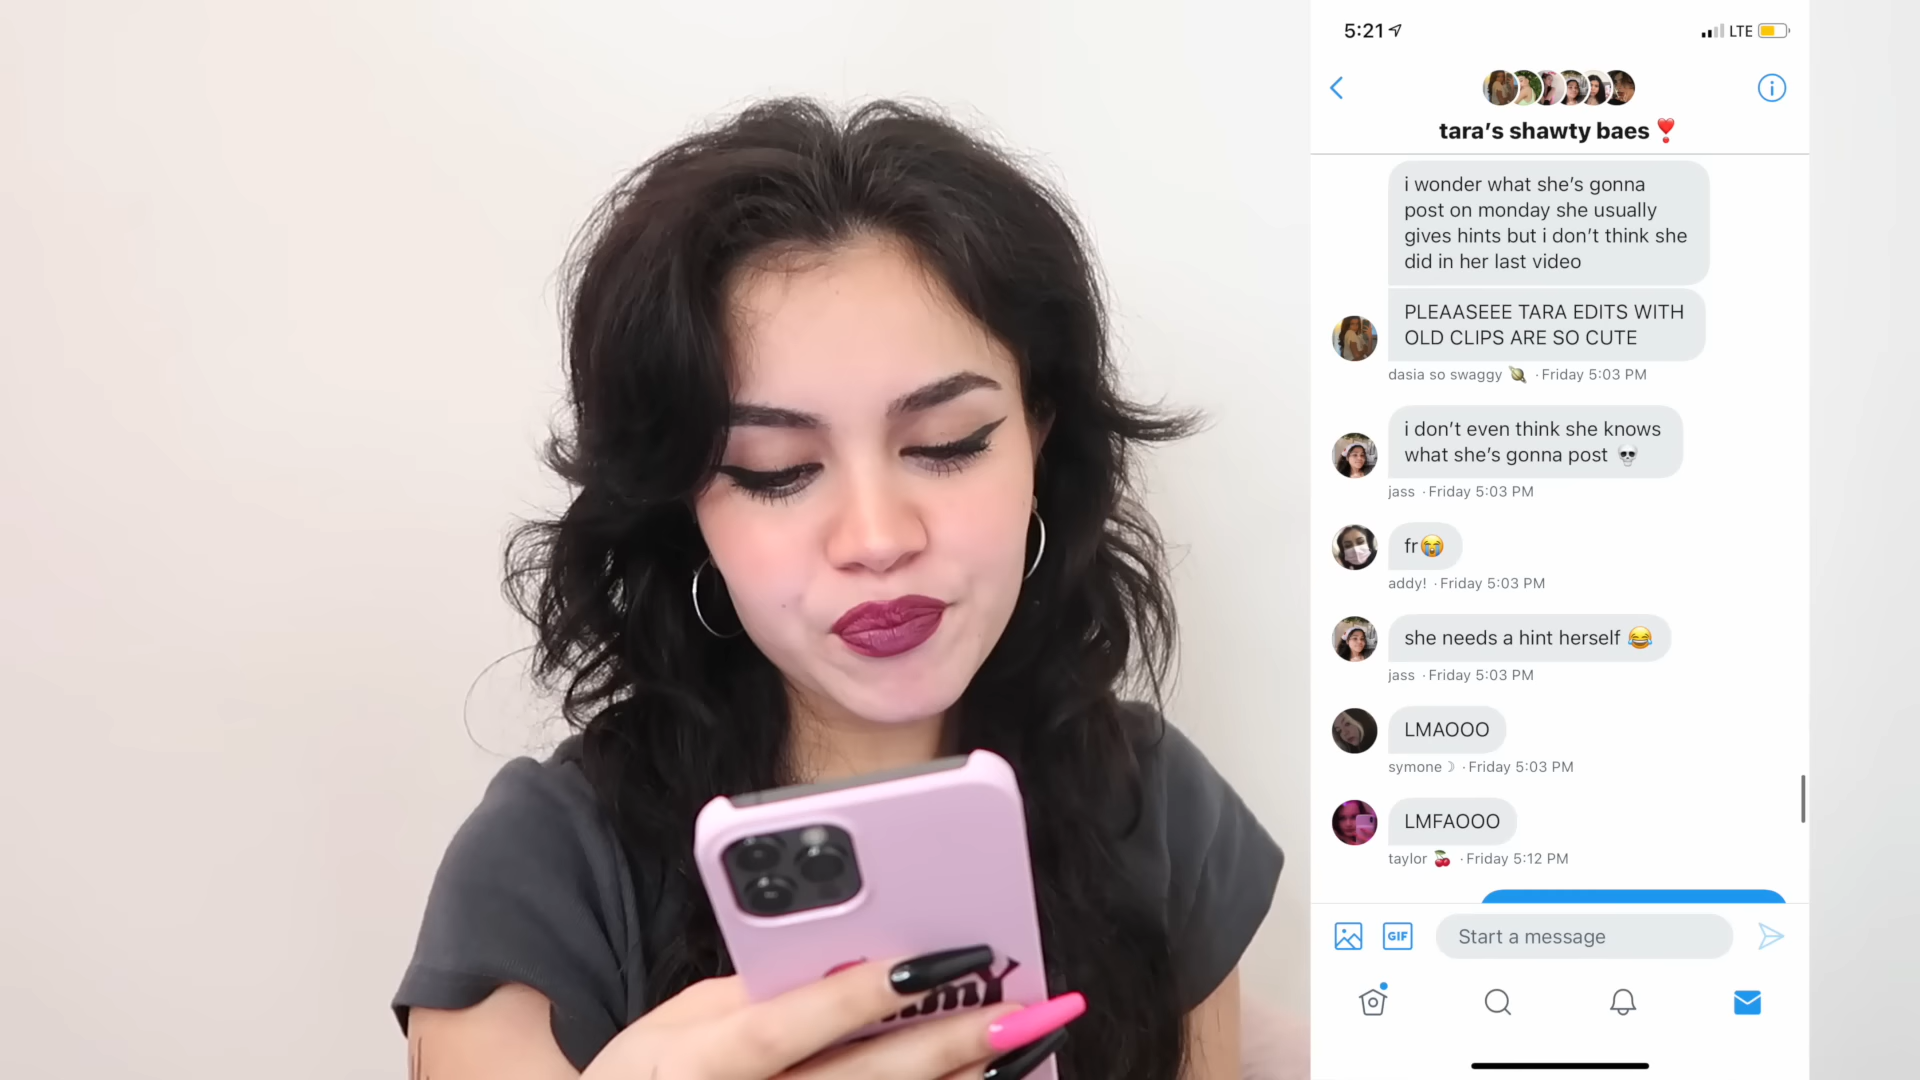 5:21
LTE
tara’s shawty baes ❣️
i wonder what she’s gonna
post on monday she usually
gives hints but i don’t think she
did in her last video
PLEAASEEE TARA EDITS WITH
OLD CLIPS ARE SO CUTE
dasia so swaggy 🪴 · Friday 5:03 PM
i don’t even think she knows
what she’s gonna post 💀
jass · Friday 5:03 PM
fr😭
addy! · Friday 5:03 PM
she needs a hint herself 😂
jass · Friday 5:03 PM
LMAOOO
symone☽ · Friday 5:03 PM
LMFAOOO
taylor 🍒 · Friday 5:12 PM
GIF
Start a message